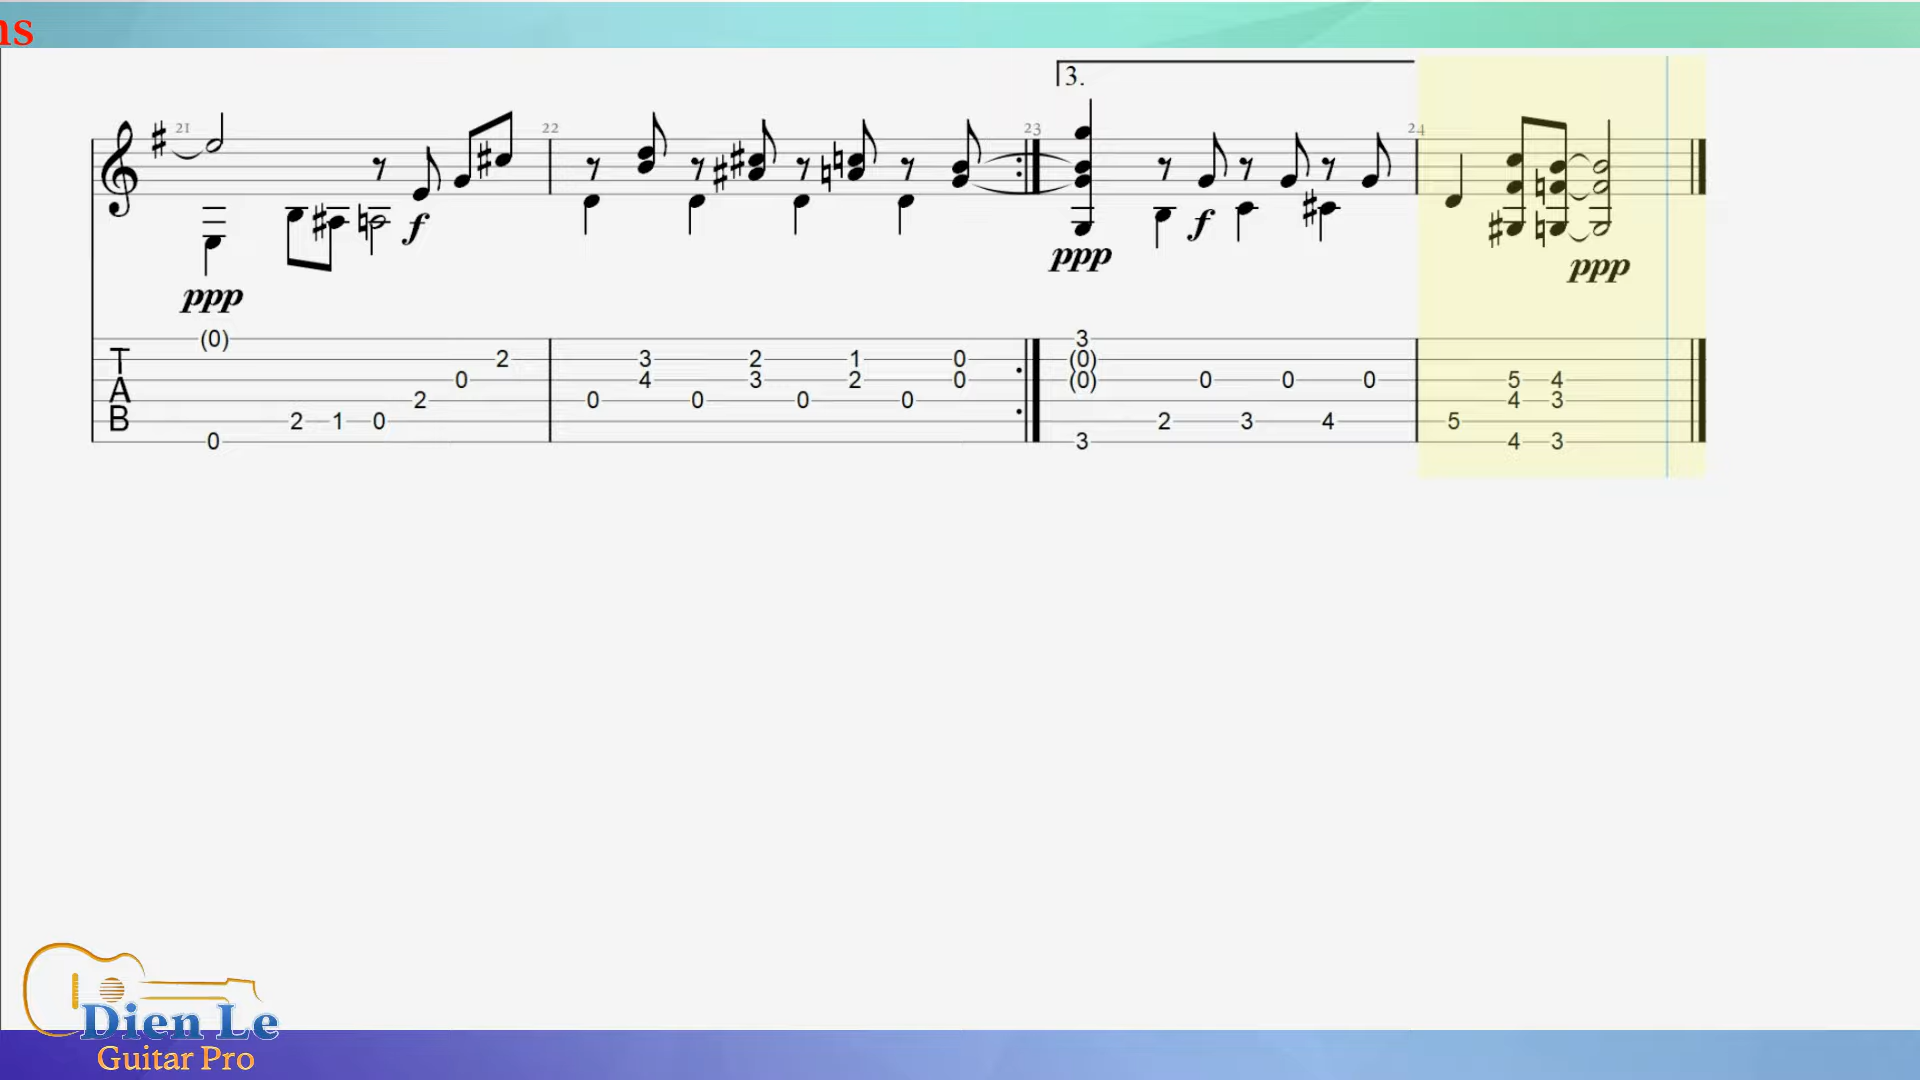 ns
3.
21 22 23 24
f f
ppp ppp
ppp
(0) 3
T 2 3 2 1 0 (0)
0 4 3 2 0 (0) 0 0 0 5 4
A 2 0 0 0 0 4 3
B 2 1 0 2 3 4 5
0 3 4 3
Dien Le
Guitar Pro